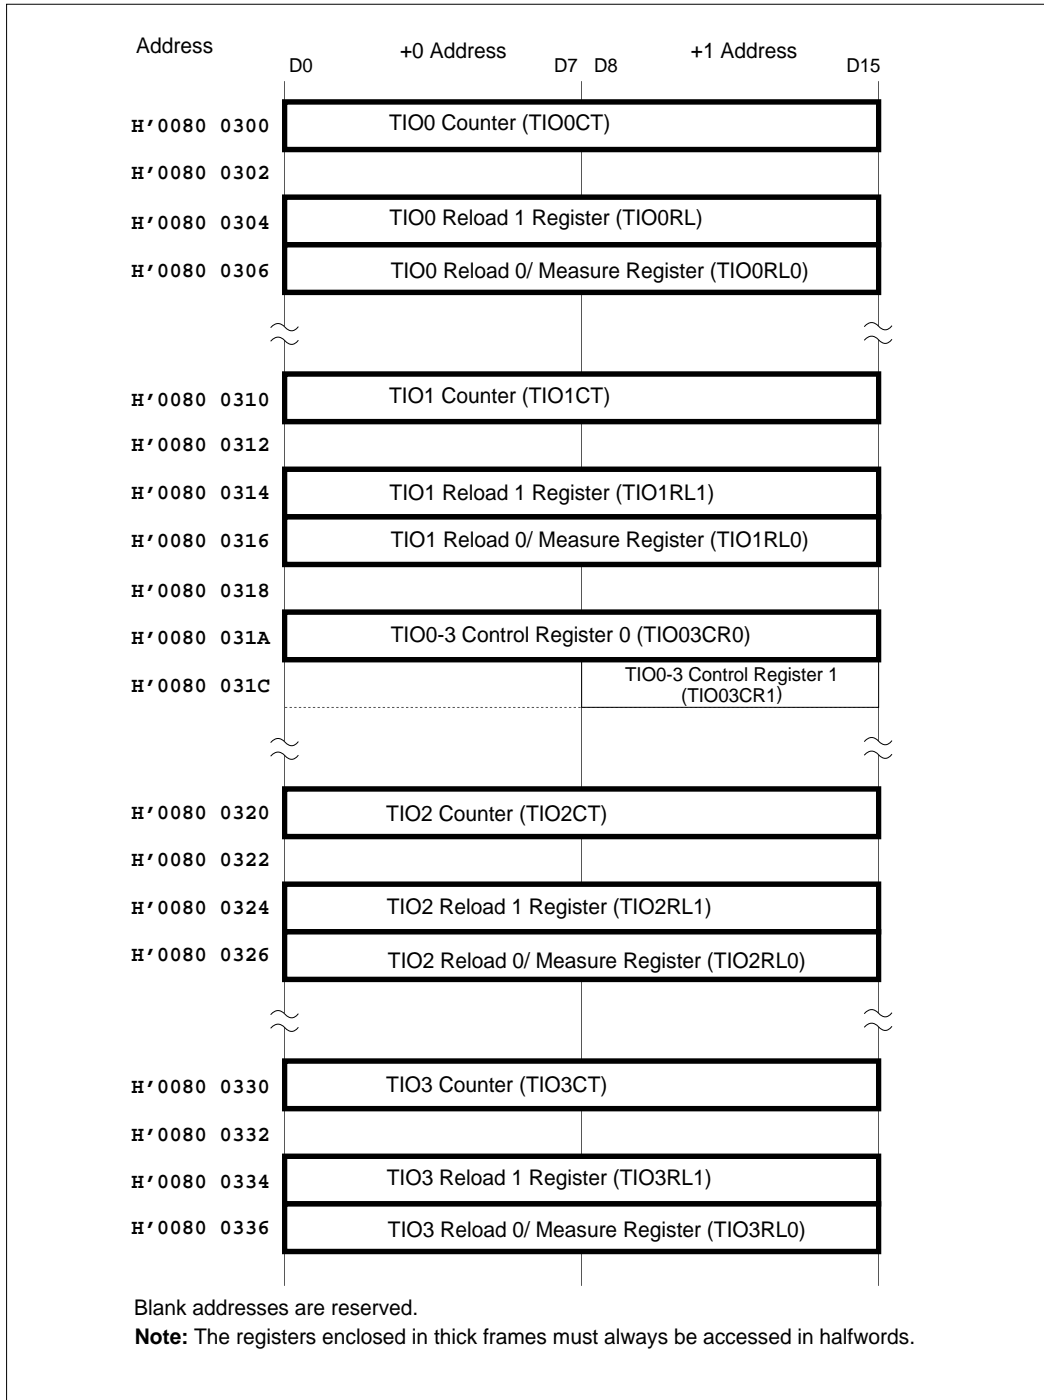 Address
+0 Address
+1 Address
D0
D7
D8
D15
H'0080 0300 TIO0 Counter (TIO0CT)
H'0080 0302
H'0080 0304 TIO0 Reload 1 Register (TIO0RL)
H'0080 0306 TIO0 Reload 0/ Measure Register (TIO0RL0)
H'0080 0310 TIO1 Counter (TIO1CT)
H'0080 0312
H'0080 0314 TIO1 Reload 1 Register (TIO1RL1)
H'0080 0316 TIO1 Reload 0/ Measure Register (TIO1RL0)
H'0080 0318
H'0080 031A TIO0-3 Control Register 0 (TIO03CR0)
H'0080 031C TIO0-3 Control Register 1
(TIO03CR1)
H'0080 0320 TIO2 Counter (TIO2CT)
H'0080 0322
H'0080 0324 TIO2 Reload 1 Register (TIO2RL1)
H'0080 0326 TIO2 Reload 0/ Measure Register (TIO2RL0)
H'0080 0330 TIO3 Counter (TIO3CT)
H'0080 0332
H'0080 0334 TIO3 Reload 1 Register (TIO3RL1)
H'0080 0336 TIO3 Reload 0/ Measure Register (TIO3RL0)
Blank addresses are reserved.
Note: The registers enclosed in thick frames must always be accessed in halfwords.